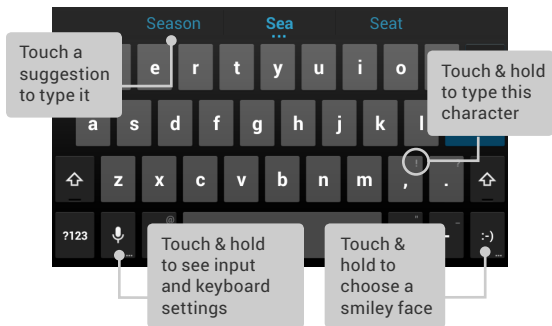 Season Sea Seat
Touch a
suggestion
to type it
e r t y u i o
Touch & hold
to type this
character
a s d f g h j k l
!
?
z x c v b n m , .
?123
@
"
-
_
:-)
...
...
Touch & hold
to see input
and keyboard
settings
Touch &
hold to
choose a
smiley face